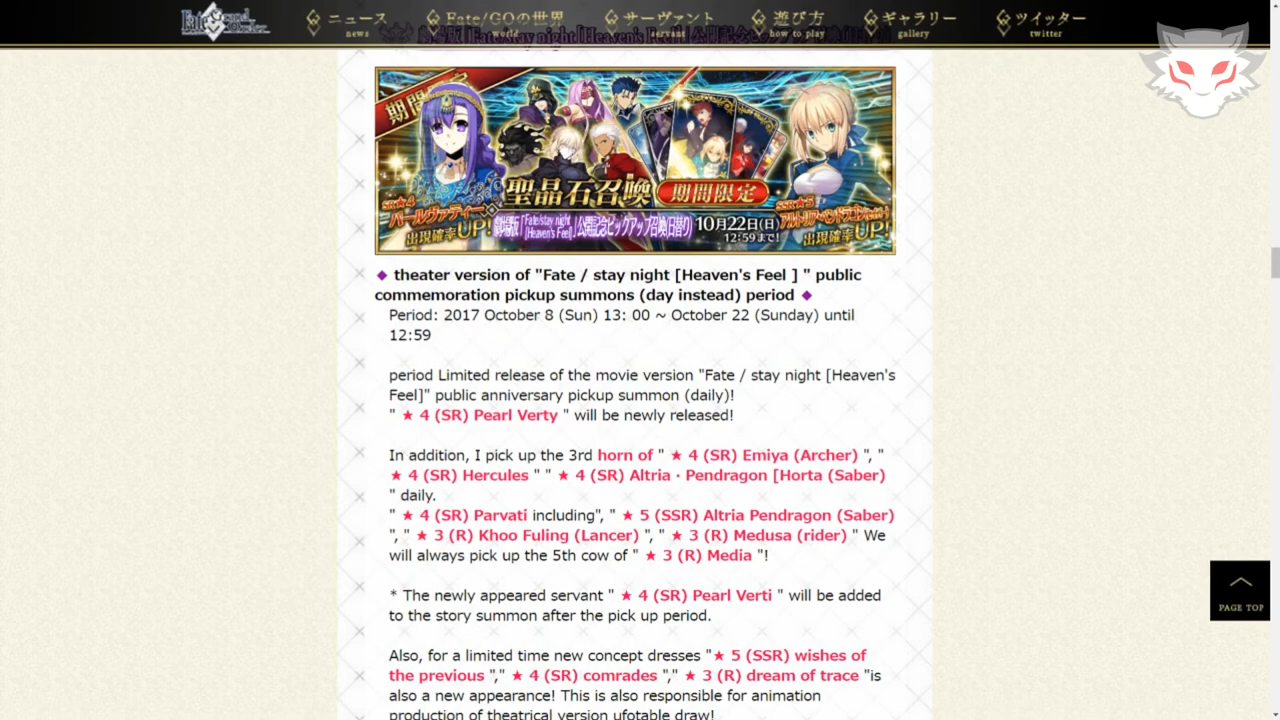 Fate Grand Order
ニュース
news
Fate/GOの世界
world
サーヴァント
servant
遊び方
how to play
ギャラリー
gallery
ツイッター
twitter
期間
SR★4
パールヴァティー
出現確率UP!
聖晶石召喚
期間限定
劇場版「Fate/stay night
[Heaven's Feel]」公開記念ピックアップ召喚(日替り)
10月22日(日)
12:59まで!
SSR★5
アルトリア・ペンドラゴン(セイバー)
出現確率UP!
◆ theater version of "Fate / stay night [Heaven's Feel ] " public
commemoration pickup summons (day instead) period ◆
Period: 2017 October 8 (Sun) 13: 00 ~ October 22 (Sunday) until
12:59
period Limited release of the movie version "Fate / stay night [Heaven's
Feel]" public anniversary pickup summon (daily)!
" ★ 4 (SR) Pearl Verty " will be newly released!
In addition, I pick up the 3rd horn of " ★ 4 (SR) Emiya (Archer) ", "
★ 4 (SR) Hercules " " ★ 4 (SR) Altria · Pendragon [Horta (Saber)
" daily.
" ★ 4 (SR) Parvati including", " ★ 5 (SSR) Altria Pendragon (Saber)
"," ★ 3 (R) Khoo Fuling (Lancer) ", " ★ 3 (R) Medusa (rider) " We
will always pick up the 5th cow of " ★ 3 (R) Media "!
* The newly appeared servant " ★ 4 (SR) Pearl Verti " will be added
to the story summon after the pick up period.
Also, for a limited time new concept dresses "★ 5 (SSR) wishes of
the previous "," ★ 4 (SR) comrades "," ★ 3 (R) dream of trace "is
also a new appearance! This is also responsible for animation
production of theatrical version ufotable draw!
PAGE TOP